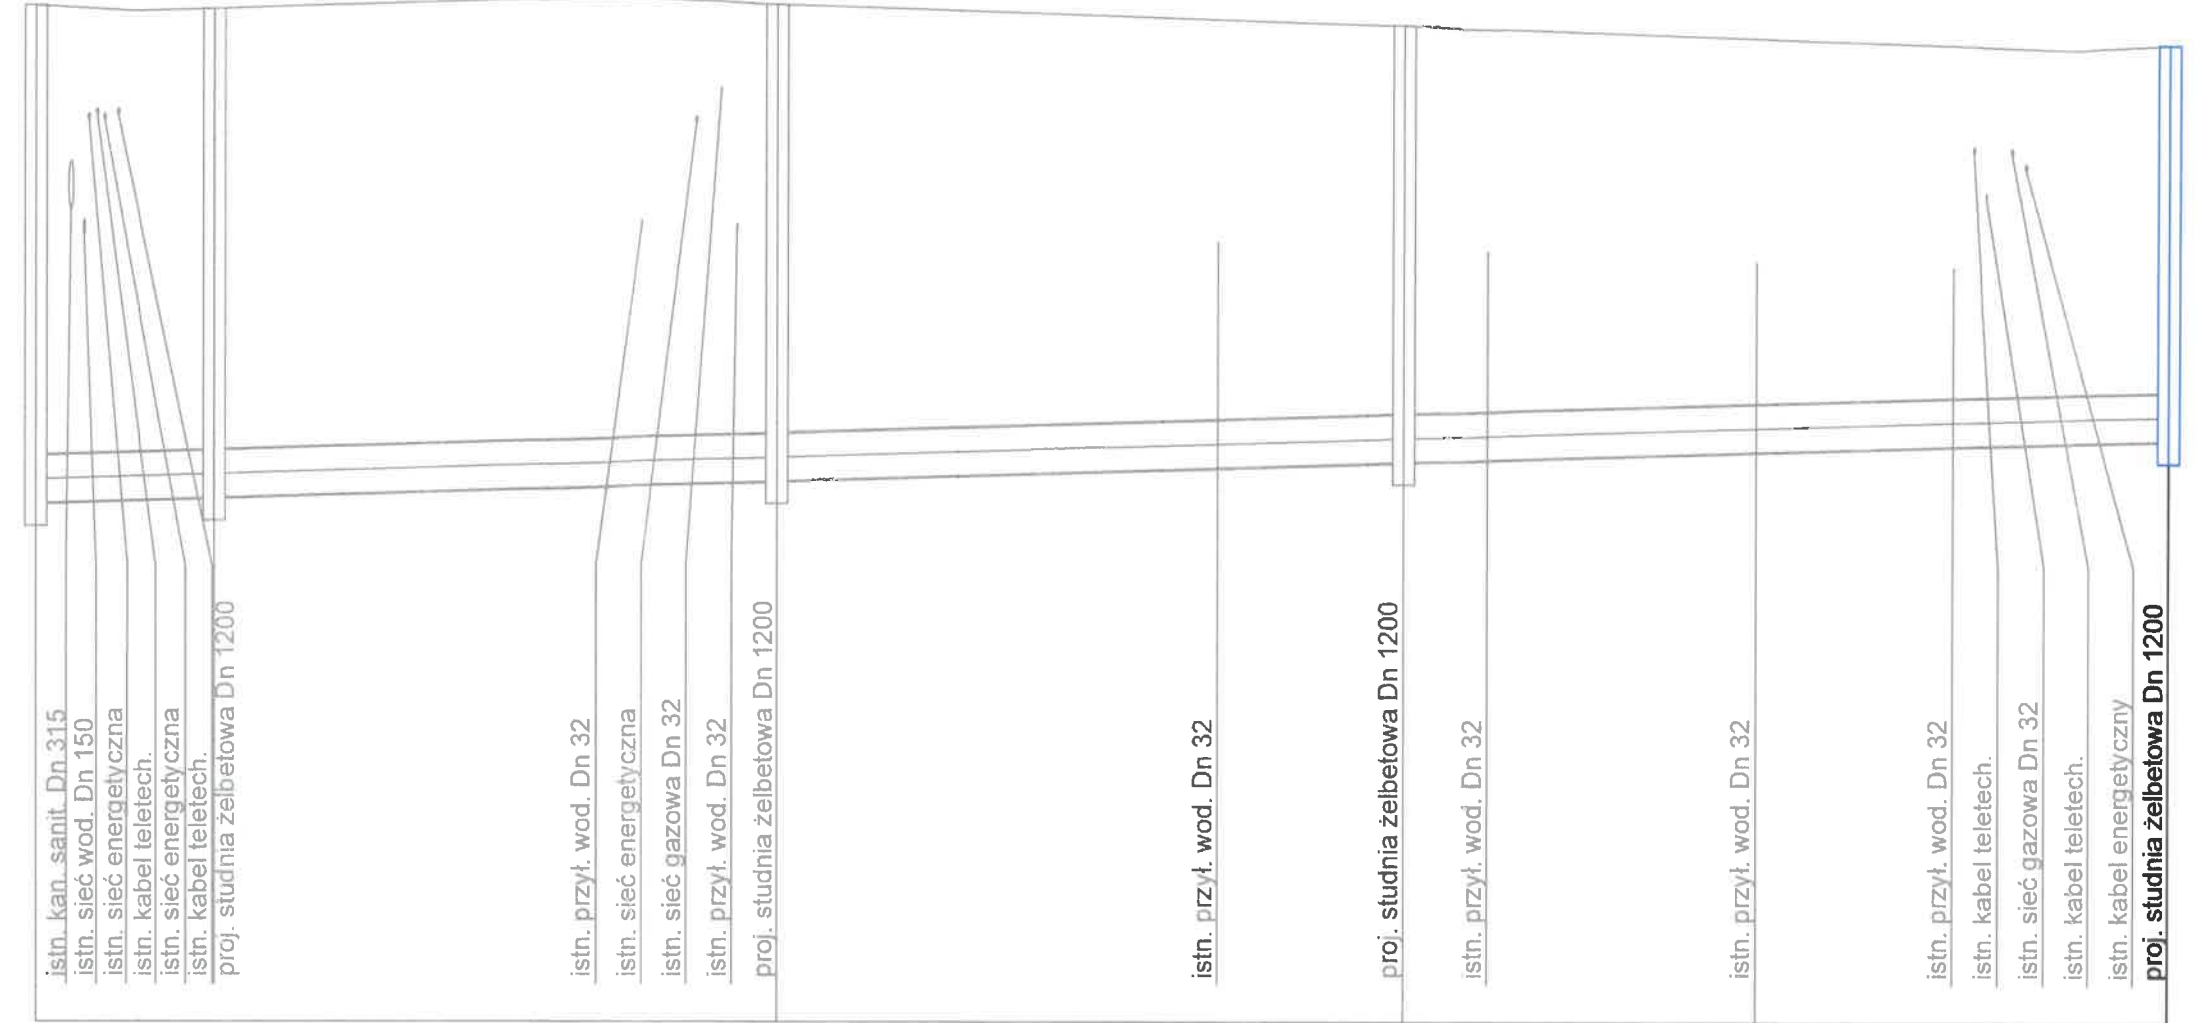 istn. kan. sanit. Dn 315
istn. sieć wod. Dn 150
istn. sieć energetyczna
istn. kabel teletech.
istn. sieć energetyczna
istn. kabel teletech.
proj. studnia żelbetowa Dn 1200
istn. przył. wod. Dn 32
istn. sieć energetyczna
istn. sieć gazowa Dn 32
istn. przył. wod. Dn 32
proj. studnia żelbetowa Dn 1200
istn. przył. wod. Dn 32
proj. studnia żelbetowa Dn 1200
istn. przył. wod. Dn 32
istn. przył. wod. Dn 32
istn. przył. wod. Dn 32
istn. kabel teletech.
istn. sieć gazowa Dn 32
istn. kabel teletech.
istn. kabel energetyczny
proj. studnia żelbetowa Dn 1200